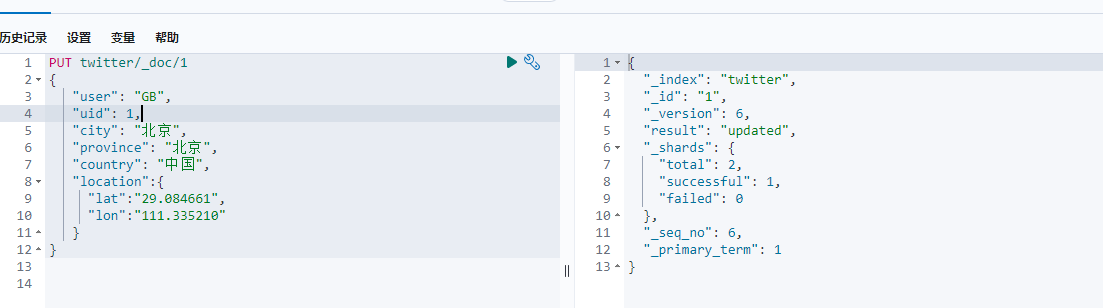 历史记录 设置 变量 帮助
1 PUT twitter/_doc/1
2 {
3 "user": "GB",
4 "uid": 1,
5 "city": "北京",
6 "province": "北京",
7 "country": "中国",
8 "location":{
9 "lat":"29.084661",
10 "lon":"111.335210"
11 }
12 }
13
14
1 {
2 "_index": "twitter",
3 "_id": "1",
4 "_version": 6,
5 "result": "updated",
6 "_shards": {
7 "total": 2,
8 "successful": 1,
9 "failed": 0
10 },
11 "_seq_no": 6,
12 "_primary_term": 1
13 }